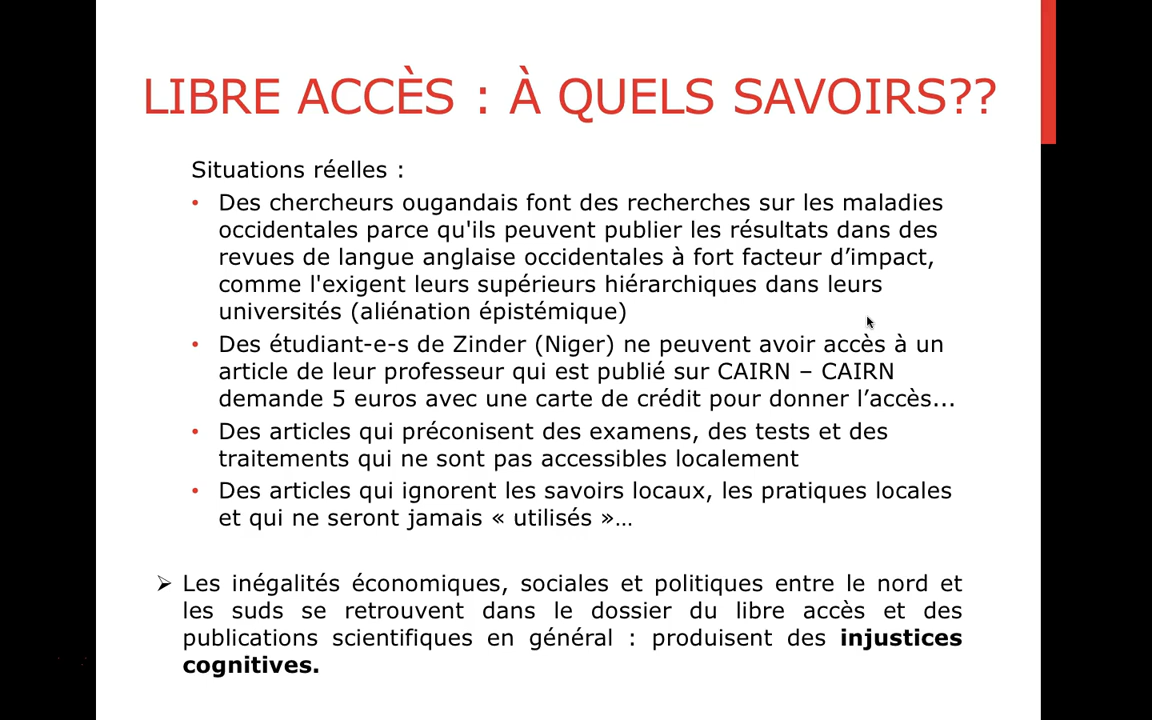 LIBRE ACCÈS : À QUELS SAVOIRS??
Situations réelles :
• Des chercheurs ougandais font des recherches sur les maladies
occidentales parce qu'ils peuvent publier les résultats dans des
revues de langue anglaise occidentales à fort facteur d’impact,
comme l'exigent leurs supérieurs hiérarchiques dans leurs
universités (aliénation épistémique)
• Des étudiant-e-s de Zinder (Niger) ne peuvent avoir accès à un
article de leur professeur qui est publié sur CAIRN – CAIRN
demande 5 euros avec une carte de crédit pour donner l’accès...
• Des articles qui préconisent des examens, des tests et des
traitements qui ne sont pas accessibles localement
• Des articles qui ignorent les savoirs locaux, les pratiques locales
et qui ne seront jamais « utilisés »…
➢ Les inégalités économiques, sociales et politiques entre le nord et
les suds se retrouvent dans le dossier du libre accès et des
publications scientifiques en général : produisent des injustices
cognitives.